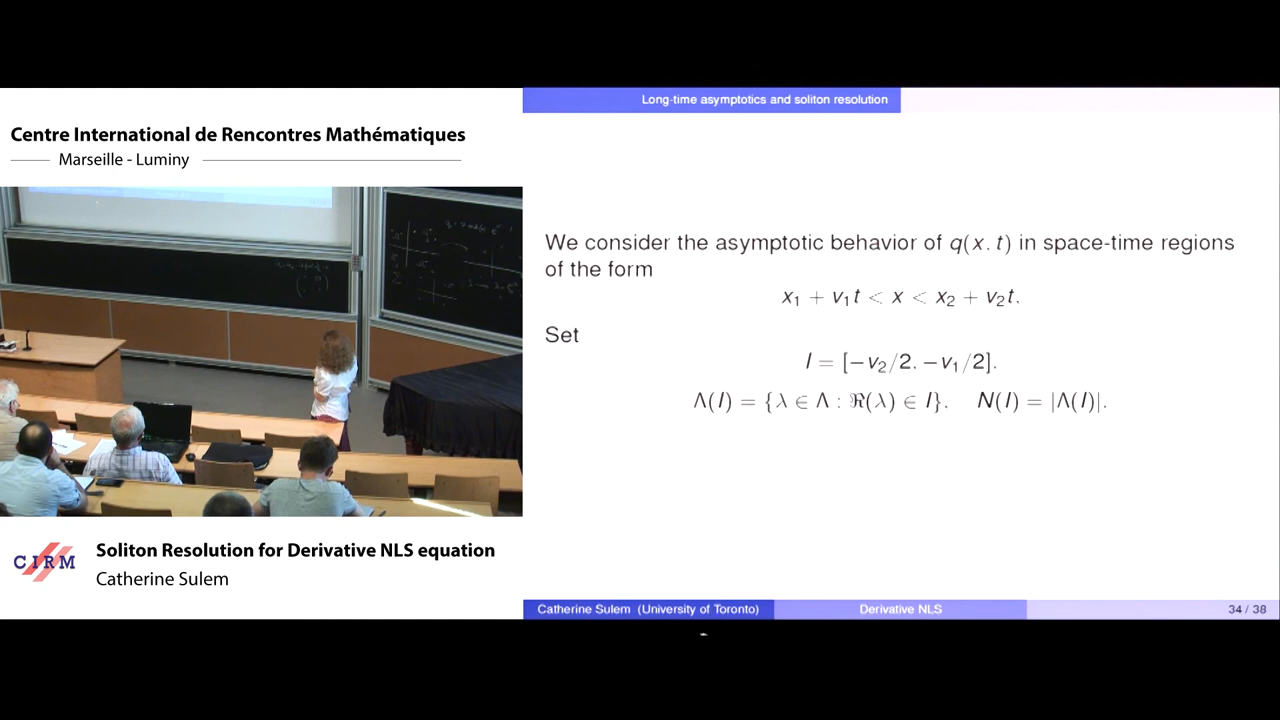 Centre International de Rencontres Mathématiques
Marseille - Luminy
Long-time asymptotics and soliton resolution
We consider the asymptotic behavior of q(x, t) in space-time regions
of the form
x₁ + v₁t < x < x₂ + v₂t.
Set
I = [−v₂/2, −v₁/2].
Λ(I) = {λ ∈ Λ : ℜ(λ) ∈ I}, N(I) = |Λ(I)|.
CIRM
Soliton Resolution for Derivative NLS equation
Catherine Sulem
Catherine Sulem (University of Toronto)
Derivative NLS
34 / 38